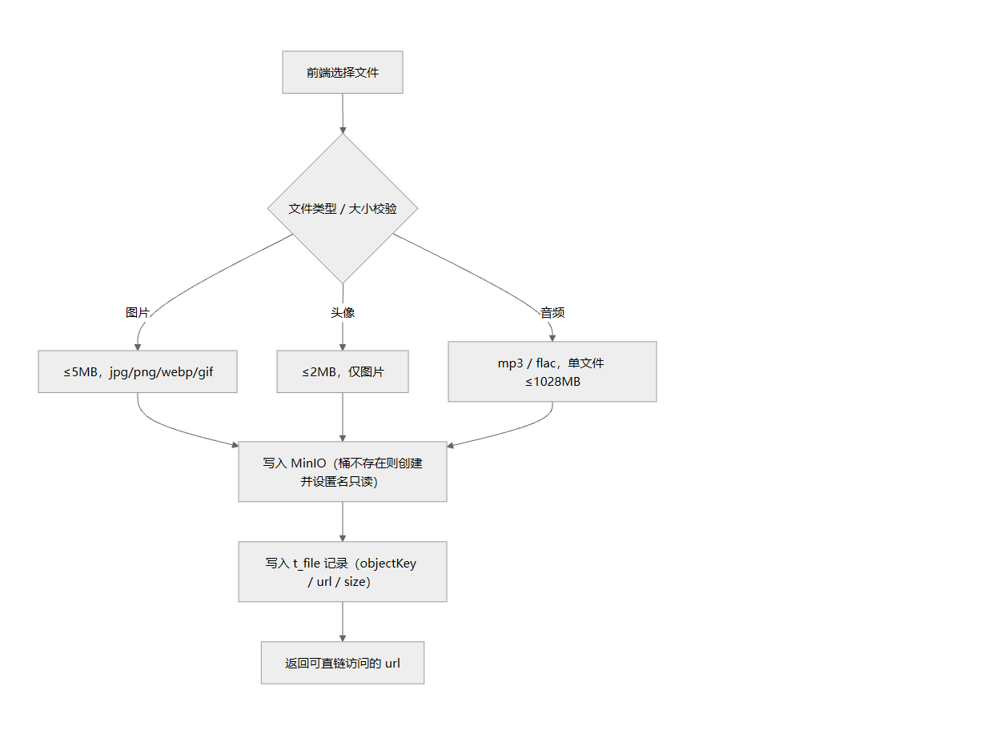 前端选择文件
文件类型 / 大小校验
图片
头像
音频
≤5MB，jpg/png/webp/gif
≤2MB，仅图片
mp3 / flac，单文件
≤1028MB
写入 MinIO（桶不存在则创建
并设匿名只读）
写入 t_file 记录（objectKey
/ url / size）
返回可直链访问的 url